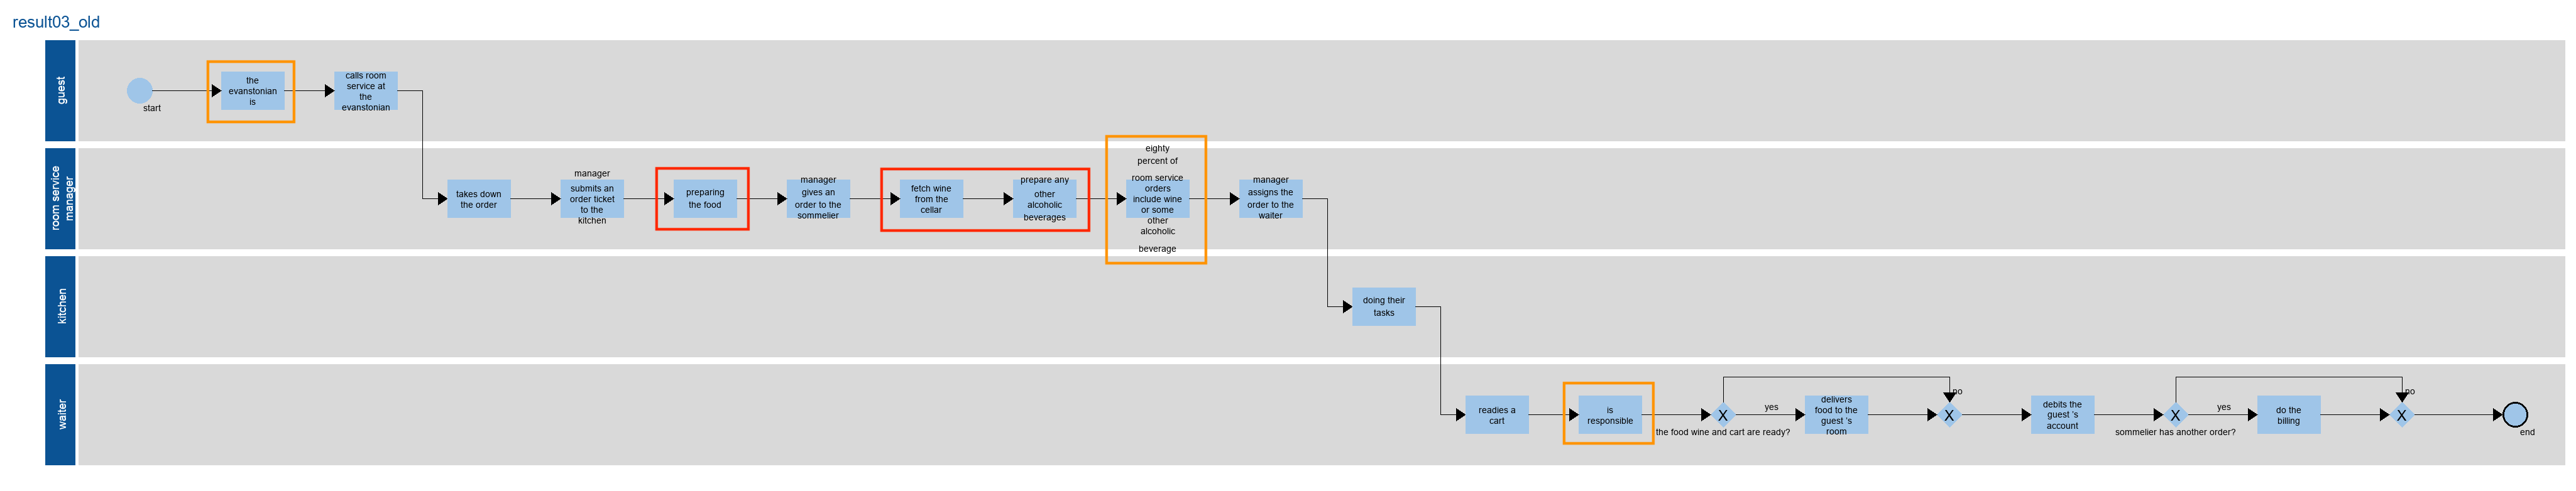 result03_old
guest
start
the
evanstonian
is
calls room
service at
the
evanstonian
room service
manager
takes down
the order
manager
submits an
order ticket
to the
kitchen
preparing
the food
manager
gives an
order to the
sommelier
fetch wine
from the
cellar
prepare any
other
alcoholic
beverages
eighty
percent of
room service
orders
include wine
or some
other
alcoholic
beverage
manager
assigns the
order to the
waiter
kitchen
doing their
tasks
waiter
readies a
cart
is
responsible
X
the food wine and cart are ready?
yes
delivers
food to the
guest 's
room
no
X
debits the
guest 's
account
X
sommelier has another order?
yes
do the
billing
no
X
end